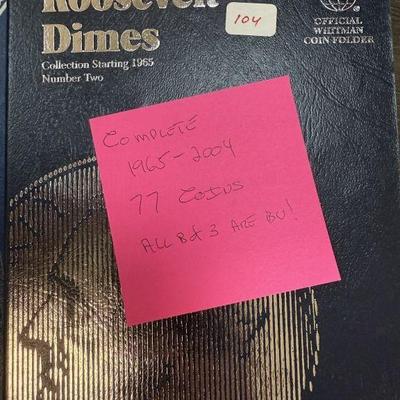 Roosevelt
Dimes
Collection Starting 1965
Number Two
104
OFFICIAL
WHITMAN
COIN FOLDER
COMPLETE
1965-2004
77 COINS
ALL BUT 3 ARE BU!